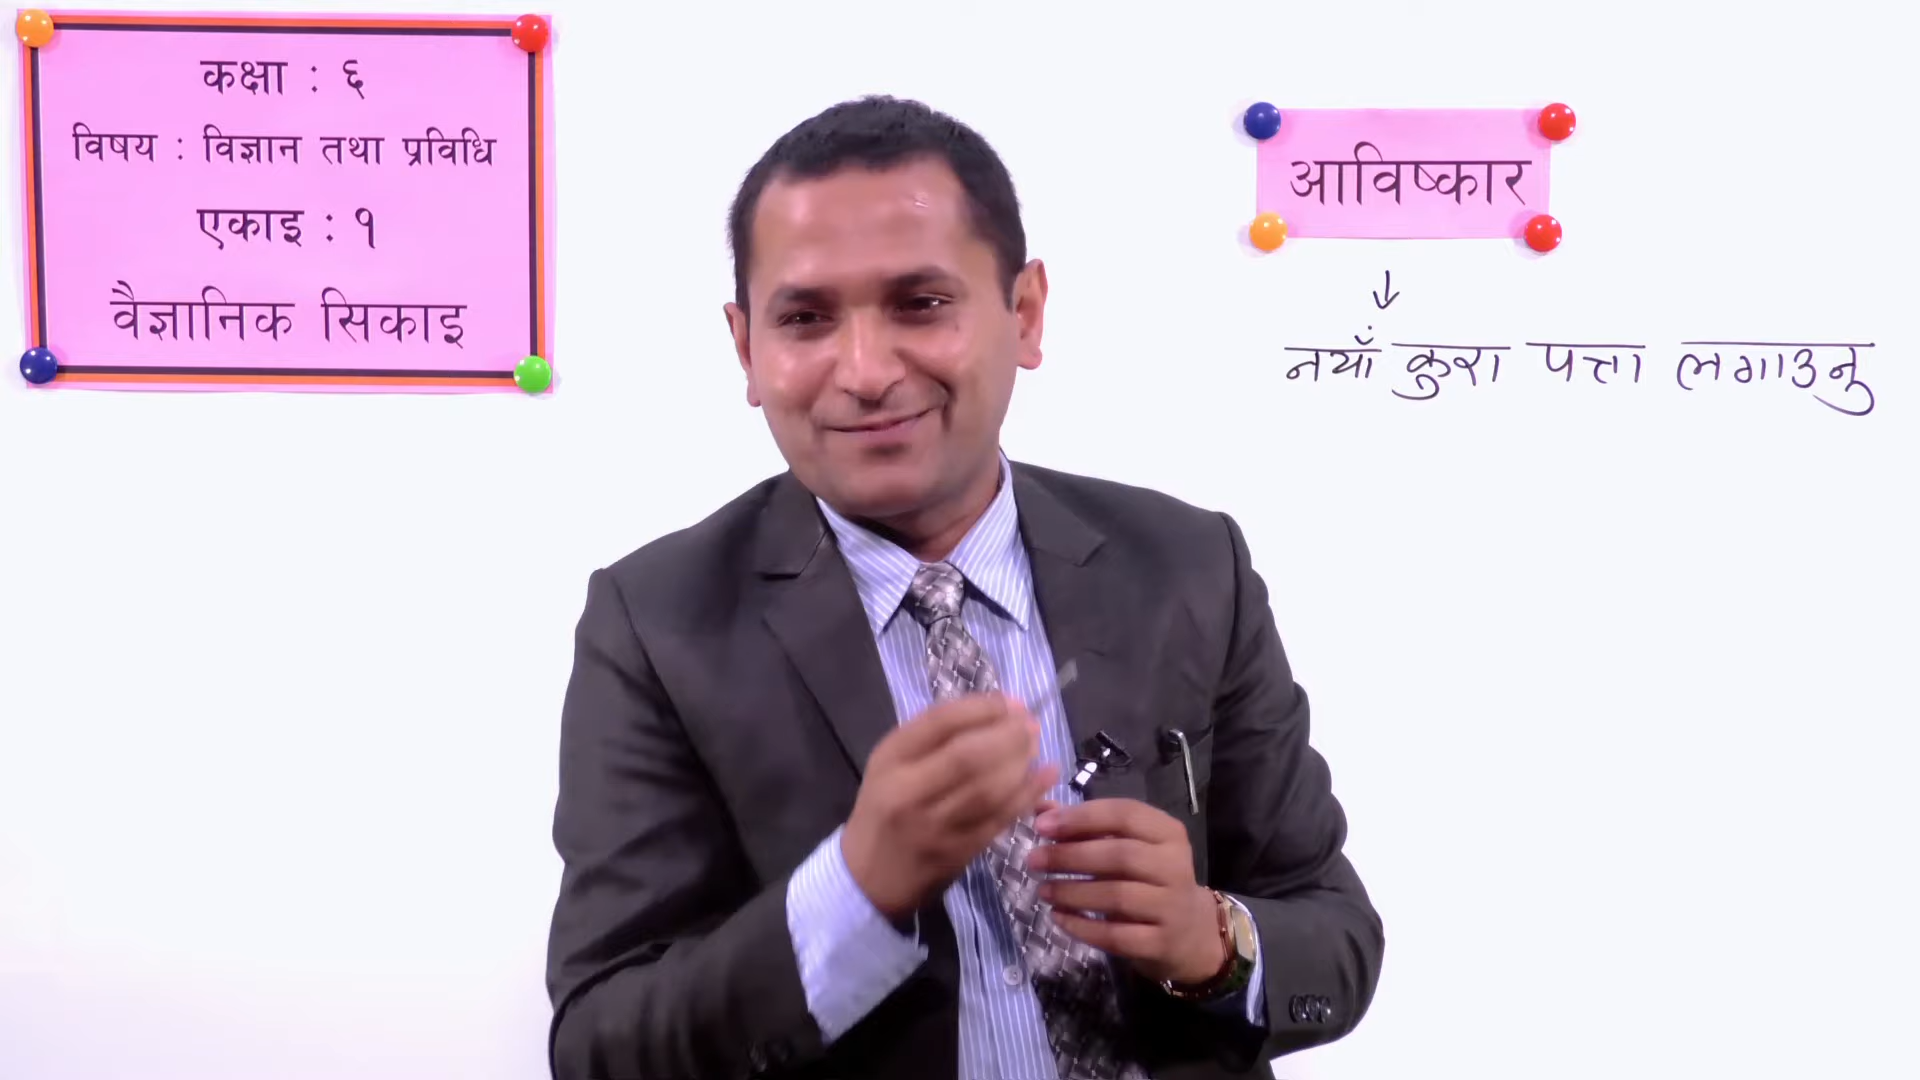 कक्षा : ६
विषय : विज्ञान तथा प्रविधि
एकाइ : १
वैज्ञानिक सिकाइ
आविष्कार
↓
नयाँ कुरा पत्ता लगाउनु